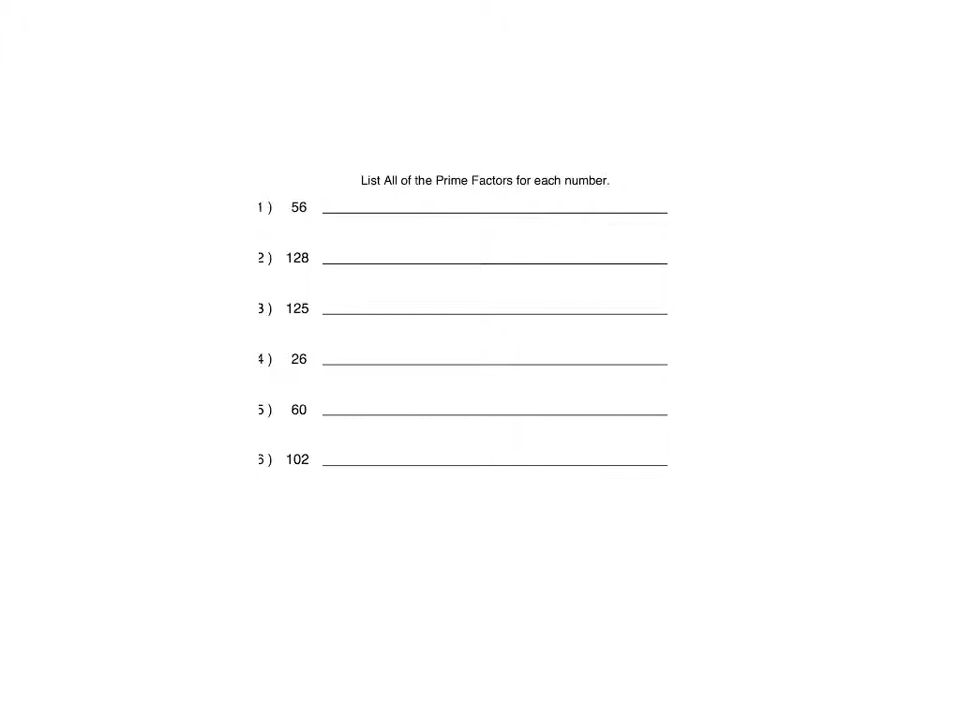 List All of the Prime Factors for each number.
1 ) 56
2 ) 128
3 ) 125
4 ) 26
5 ) 60
6 ) 102